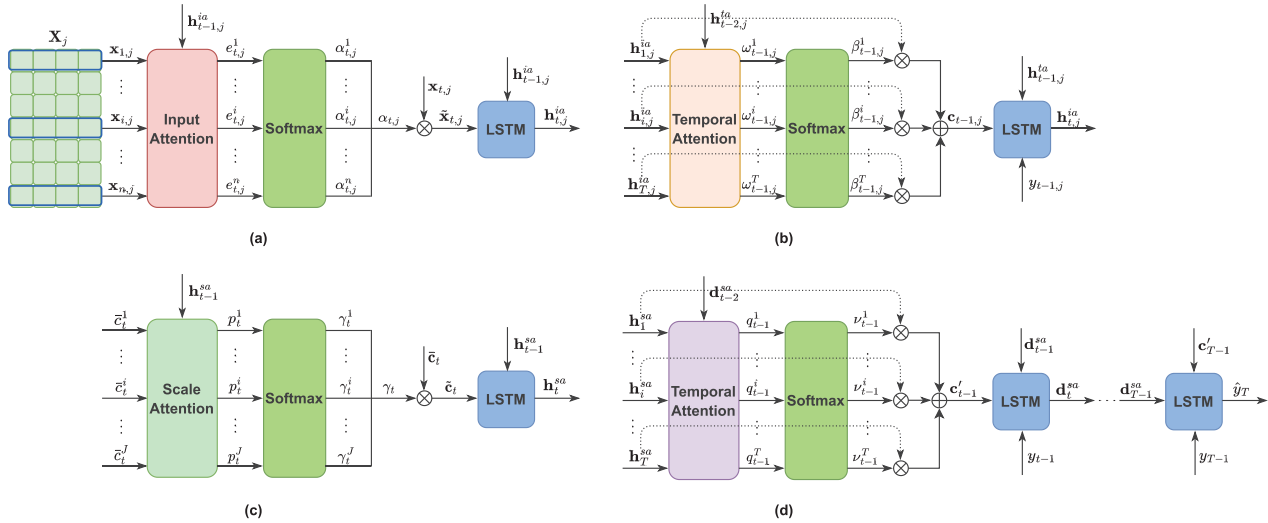 h^{ia}_{t-1,j}
X_j
x_{1,j} e^1_{t,j} α^1_{t,j}
⋮ ⋮ ⋮
x_{t,j} h^{ia}_{t-1,j}
x_{i,j} Input Attention e^i_{t,j} Softmax α^i_{t,j} α_{t,j} ⊗ x̃_{t,j} LSTM h^{ia}_{t,j}
⋮ ⋮ ⋮
x_{n,j} e^n_{t,j} α^n_{t,j}
(a)
h^{ta}_{t-2,j}
h^{ia}_{1,j} ω^1_{t-1,j} β^1_{t-1,j} ⊗
⋮ ⋮ ⋮
h^{ta}_{t-1,j}
h^{ia}_{i,j} Temporal Attention ω^i_{t-1,j} Softmax β^i_{t-1,j} ⊗ ⊕ c_{t-1,j} LSTM h^{ia}_{t,j}
⋮ ⋮ ⋮
h^{ia}_{T,j} ω^T_{t-1,j} β^T_{t-1,j} ⊗ y_{t-1,j}
(b)
h^{sa}_{t-1}
c̄^1_t p^1_t γ^1_t
⋮ ⋮ ⋮
c̄_t h^{sa}_{t-1}
c̄^i_t Scale Attention p^i_t Softmax γ^i_t γ_t ⊗ c̃_t LSTM h^{sa}_t
⋮ ⋮ ⋮
c̄^J_t p^J_t γ^J_t
(c)
d^{sa}_{t-2}
h^{sa}_1 q^1_{t-1} ν^1_{t-1} ⊗
⋮ ⋮ ⋮
d^{sa}_{t-1} c′_{T-1}
h^{sa}_i Temporal Attention q^i_{t-1} Softmax ν^i_{t-1} ⊗ ⊕ c′_{t-1} LSTM d^{sa}_t ··· d^{sa}_{T-1} LSTM ŷ_T
⋮ ⋮ ⋮
h^{sa}_T q^T_{t-1} ν^T_{t-1} ⊗ y_{t-1} y_{T-1}
(d)